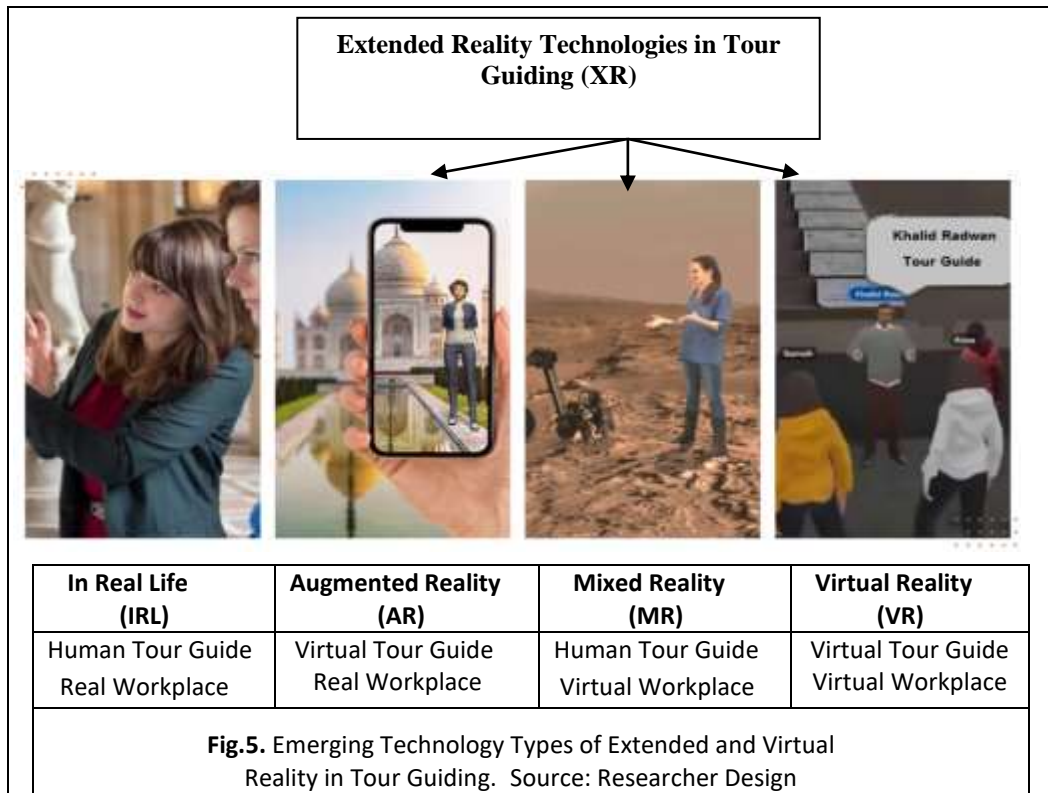 Extended Reality Technologies in Tour
Guiding (XR)
Khalid Radwan
Tour Guide
In Real Life
(IRL)
Augmented Reality
(AR)
Mixed Reality
(MR)
Virtual Reality
(VR)
Human Tour Guide
Real Workplace
Virtual Tour Guide
Real Workplace
Human Tour Guide
Virtual Workplace
Virtual Tour Guide
Virtual Workplace
Fig.5. Emerging Technology Types of Extended and Virtual
Reality in Tour Guiding. Source: Researcher Design